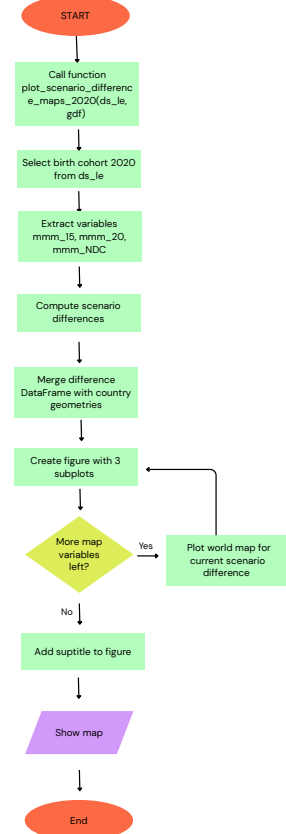 START
Call function
plot_scenario_differenc
e_maps_2020(ds_le,
gdf)
Select birth cohort 2020
from ds_le
Extract variables
mmm_15, mmm_20,
mmm_NDC
Compute scenario
differences
Merge difference
DataFrame with country
geometries
Create figure with 3
subplots
More map
variables
left?
Yes
Plot world map for
current scenario
difference
No
Add suptitle to figure
Show map
End